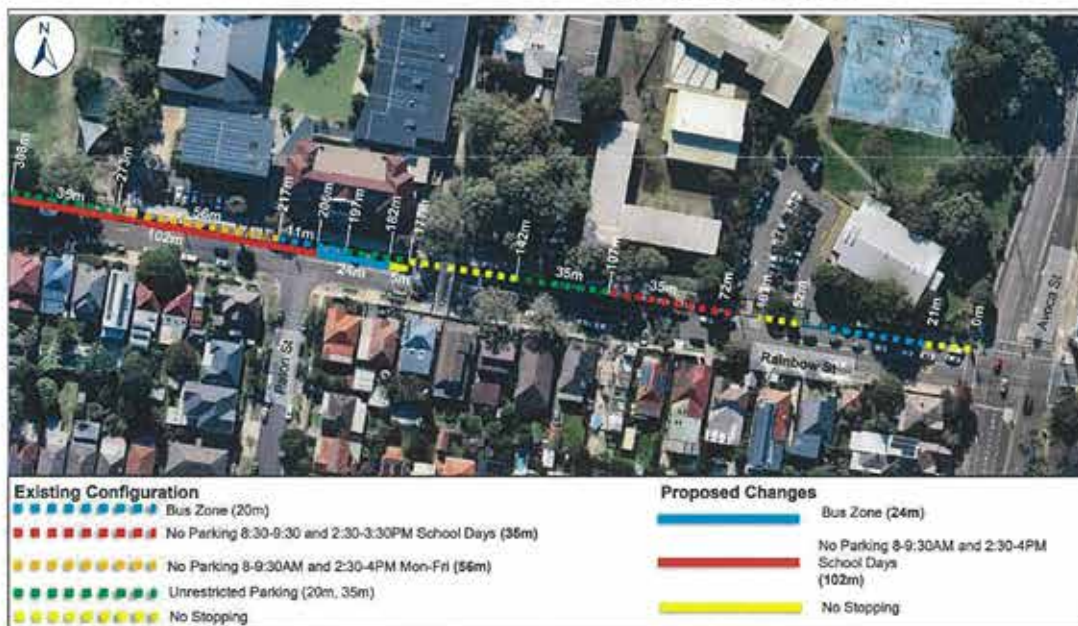 N
308m
39m
273m
56m
102m
217m
11m
206m
197m
24m
182m
5m
177m
142m
35m
107m
35m
72m
52m
21m
0m
Avoca St
Rainbow St
Existing Configuration
Bus Zone (20m)
No Parking 8:30-9:30 and 2:30-3:30PM School Days (35m)
No Parking 8-9:30AM and 2:30-4PM Mon-Fri (56m)
Unrestricted Parking (20m, 35m)
No Stopping
Proposed Changes
Bus Zone (24m)
No Parking 8-9:30AM and 2:30-4PM
School Days
(102m)
No Stopping